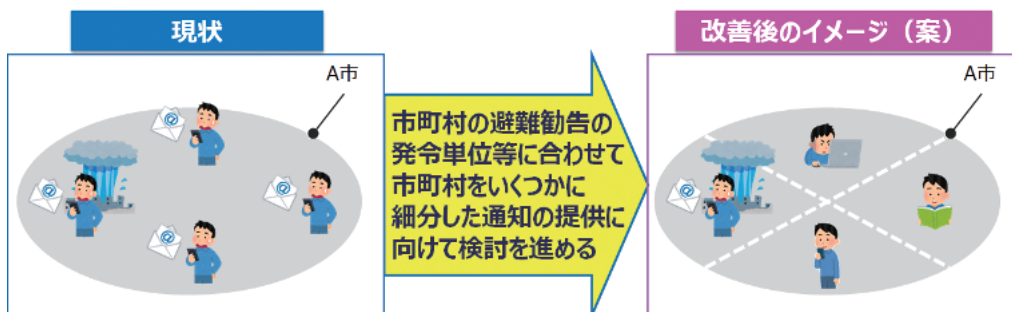 現状
改善後のイメージ（案）
A市
A市
市町村の避難勧告の
発令単位等に合わせて
市町村をいくつかに
細分した通知の提供に
向けて検討を進める
@
@
@
@
@